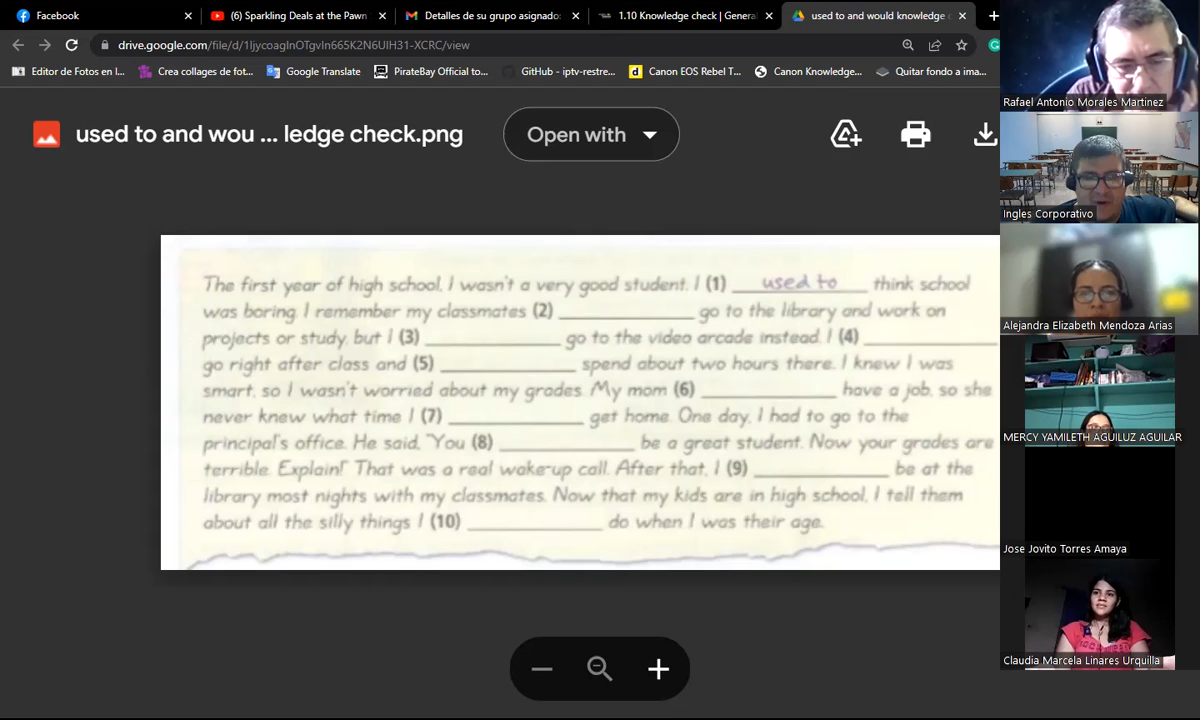 Facebook
(6) Sparkling Deals at the Pawn
Detalles de su grupo asignado:
1.10 Knowledge check | General
used to and would knowledge c
drive.google.com/file/d/1IjycoagInOTgvIn665K2N6UIH31-XCRC/view
Editor de Fotos en l...
Crea collages de fot...
Google Translate
PirateBay Official to...
GitHub - iptv-restre...
Canon EOS Rebel T...
Canon Knowledge...
Quitar fondo a ima...
used to and wou ... ledge check.png
Open with
The first year of high school, I wasn't a very good student. I (1) used to think school
was boring. I remember my classmates (2) ____________ go to the library and work on
projects or study, but I (3) ____________ go to the video arcade instead. I (4) ____________
go right after class and (5) ____________ spend about two hours there. I knew I was
smart, so I wasn't worried about my grades. My mom (6) ____________ have a job, so she
never knew what time I (7) ____________ get home. One day, I had to go to the
principal's office. He said, "You (8) ____________ be a great student. Now your grades are
terrible. Explain!" That was a real wake-up call. After that, I (9) ____________ be at the
library most nights with my classmates. Now that my kids are in high school, I tell them
about all the silly things I (10) ____________ do when I was their age.
Rafael Antonio Morales Martinez
Ingles Corporativo
Alejandra Elizabeth Mendoza Arias
MERCY YAMILETH AGUILUZ AGUILAR
Jose Jovito Torres Amaya
Claudia Marcela Linares Urquilla